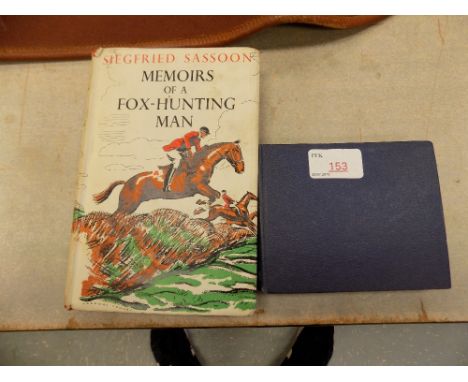 SIEGFRIED SASSOON
MEMOIRS
OF A
FOX-HUNTING
MAN
153